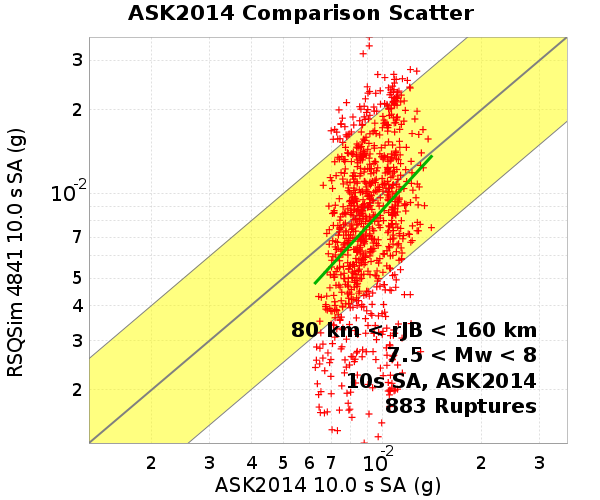 ASK2014 Comparison Scatter
RSQSim 4841 10.0 s SA (g)
3
2
10-2
7
5
4
3
2
80 km < rJB < 160 km
7.5 < Mw < 8
10s SA, ASK2014
883 Ruptures
2 3 4 5 6 7 10-2 2 3
ASK2014 10.0 s SA (g)